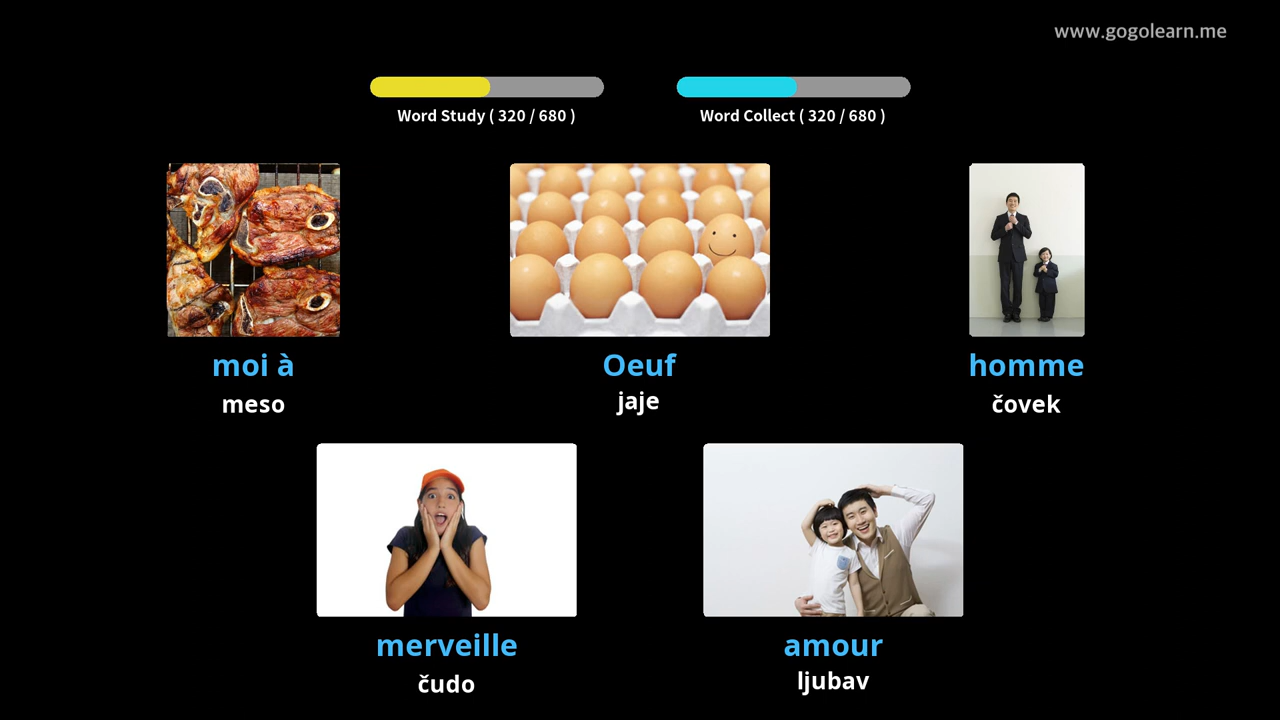 www.gogolearn.me
Word Study ( 320 / 680 )
Word Collect ( 320 / 680 )
moi à
meso
Oeuf
jaje
homme
čovek
merveille
čudo
amour
ljubav